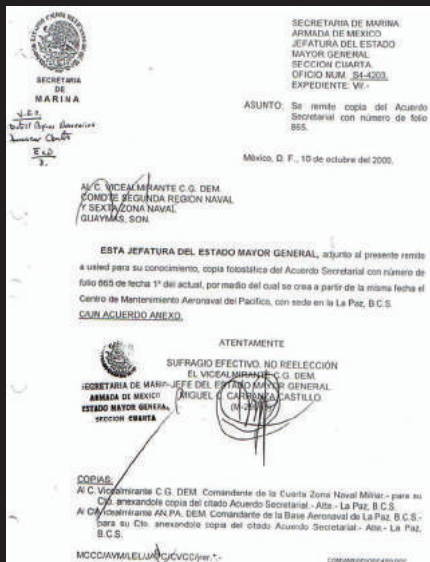 SECRETARIA DE MARINA
ARMADA DE MEXICO
JEFATURA DEL ESTADO
MAYOR GENERAL
SECCION CUARTA.
OFICIO NUM. S4-4203.
EXPEDIENTE: VV.-
SECRETARIA
DE
MARINA
ASUNTO: Se remite copia del Acuerdo
Secretarial con número de folio
865.
México, D. F., 10 de octubre del 2000.
AL C. VICEALMIRANTE C.G. DEM.
COMDTE SEGUNDA REGION NAVAL
Y SEXTA ZONA NAVAL.
GUAYMAS, SON.
ESTA JEFATURA DEL ESTADO MAYOR GENERAL, adjunto al presente remite
a usted para su conocimiento, copia fotostática del Acuerdo Secretarial con número de
folio 865 de fecha 1º del actual, por medio del cual se crea a partir de la misma fecha el
Centro de Mantenimiento Aeronaval del Pacífico, con sede en la La Paz, B.C.S.
C/UN ACUERDO ANEXO.
ATENTAMENTE
SUFRAGIO EFECTIVO. NO REELECCIÓN
EL VICEALMIRANTE C.G. DEM.
JEFE DEL ESTADO MAYOR GENERAL
MIGUEL C. CARRANZA CASTILLO
SECRETARIA DE MARINA
ARMADA DE MEXICO
ESTADO MAYOR GENERAL
SECCION CUARTA
COPIAS:
Al C. Vicealmirante C.G. DEM. Comandante de la Cuarta Zona Naval Militar.- para su
Cto. anexandole copia del citado Acuerdo Secretarial.- Atte.- La Paz, B.C.S.
Al C. Vicealmirante AN.PA. DEM. Comandante de la Base Aeronaval de La Paz, B.C.S.-
para su Cto. anexandole copia del citado Acuerdo Secretarial.- Atte.- La Paz,
B.C.S.